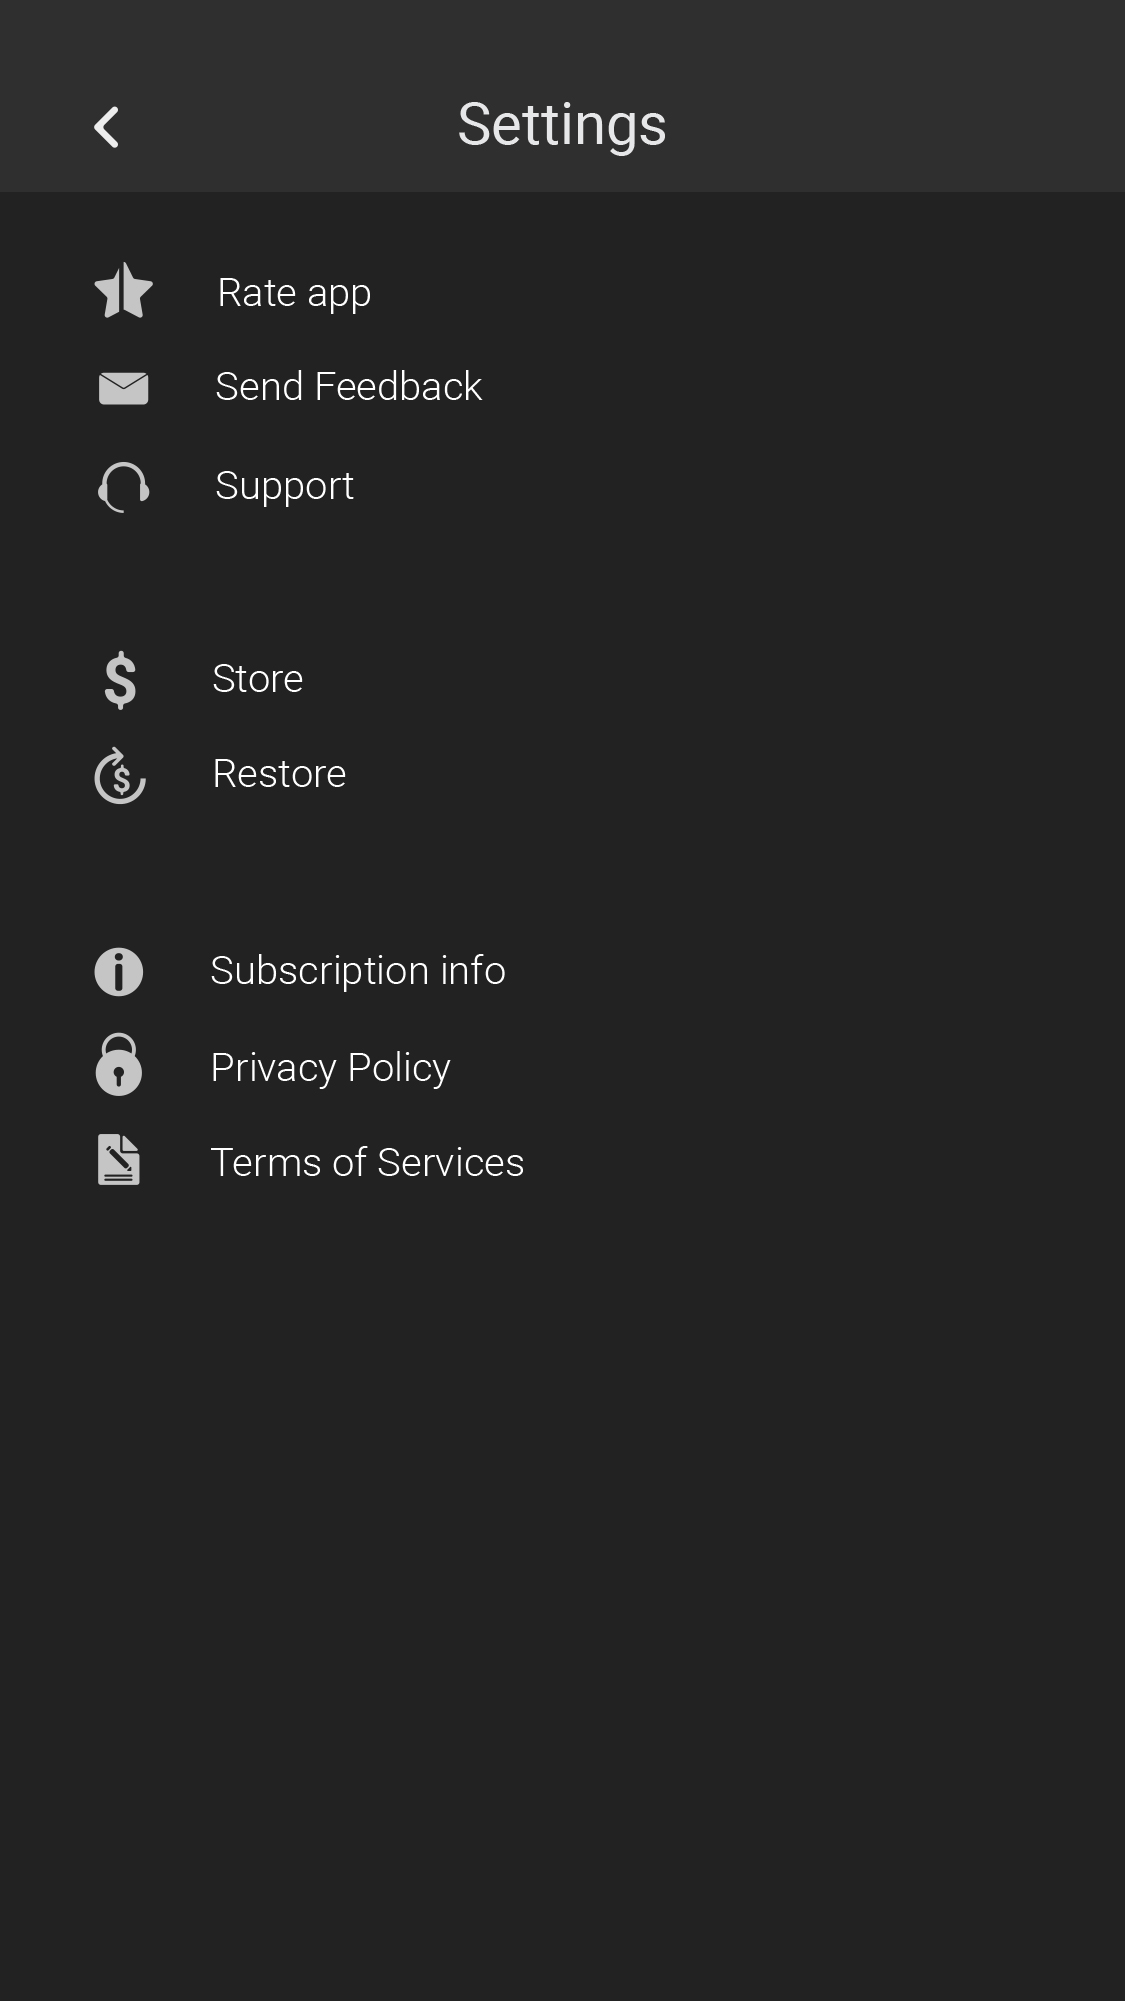 Settings
Rate app
Send Feedback
Support
Store
Restore
Subscription info
Privacy Policy
Terms of Services